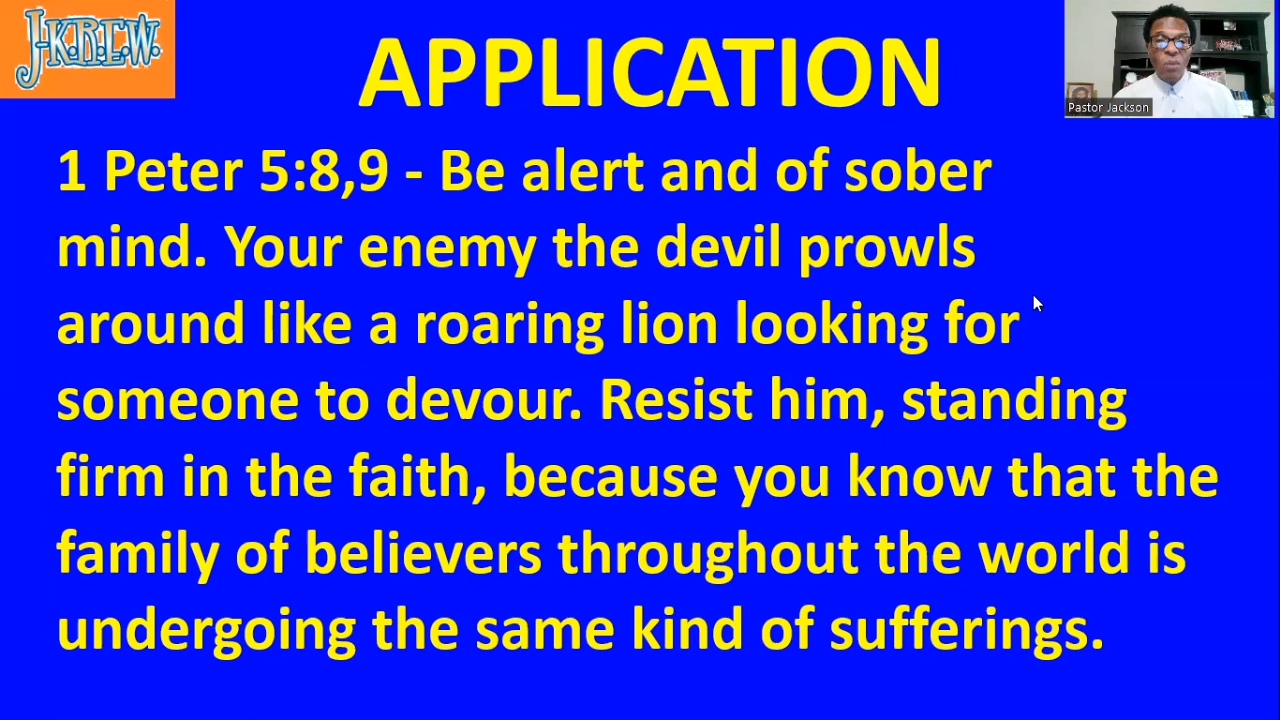 J-K.R.E.W.
APPLICATION
Pastor Jackson
1 Peter 5:8,9 - Be alert and of sober
mind. Your enemy the devil prowls
around like a roaring lion looking for
someone to devour. Resist him, standing
firm in the faith, because you know that the
family of believers throughout the world is
undergoing the same kind of sufferings.